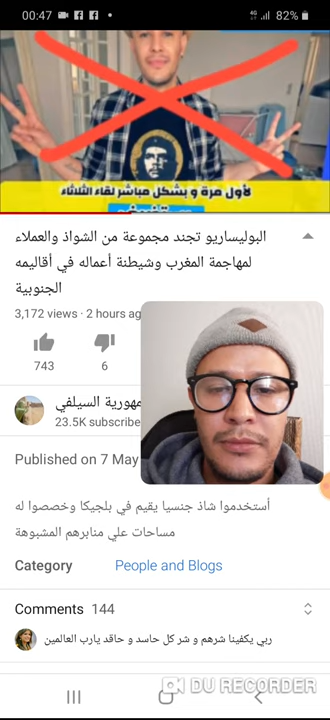 00:47
4G
82%
لأول مرة و بشكل مباشر لقاء الثلاثاء
البوليساريو تجند مجموعة من الشواذ والعملاء
لمهاجمة المغرب وشيطنة أعماله في أقاليمه
الجنوبية
3,172 views · 2 hours ag
743
6
مهورية السيلفي
23.5K subscribe
Published on 7 May
أستخدموا شاذ جنسيا يقيم في بلجيكا وخصصوا له
مساحات علي منابرهم المشبوهة
Category People and Blogs
Comments 144
ربي يكفينا شرهم و شر كل حاسد و حاقد يارب العالمين
DU RECORDER